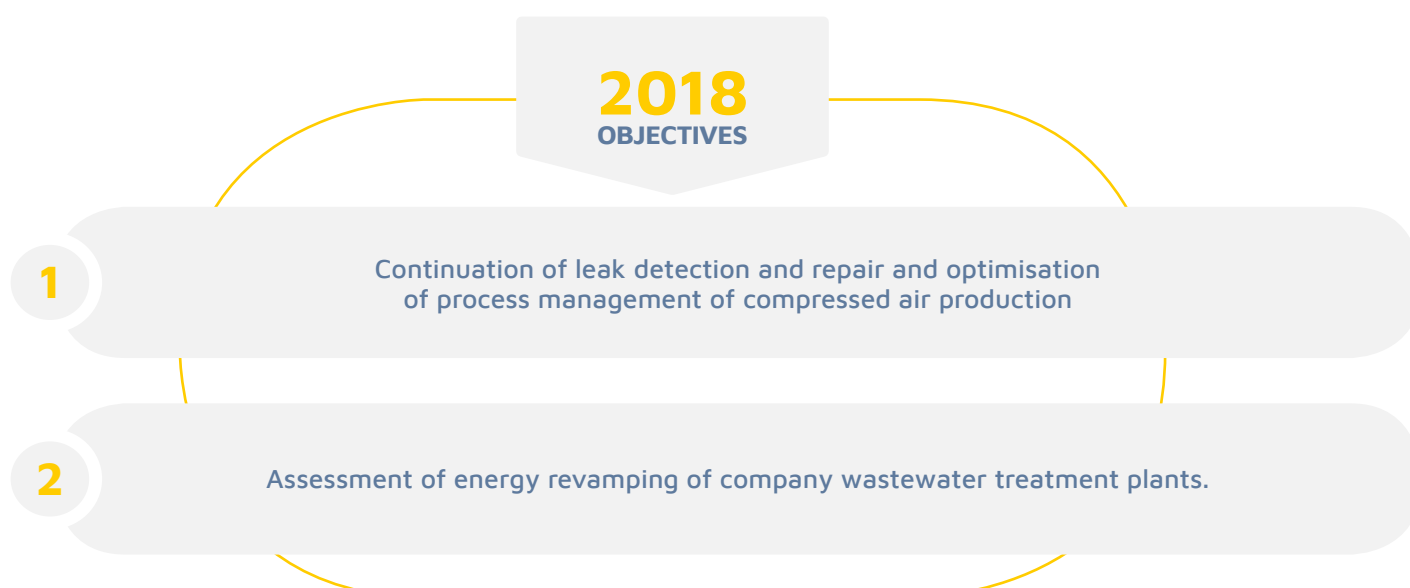 2018
OBJECTIVES
1
Continuation of leak detection and repair and optimisation
of process management of compressed air production
2
Assessment of energy revamping of company wastewater treatment plants.